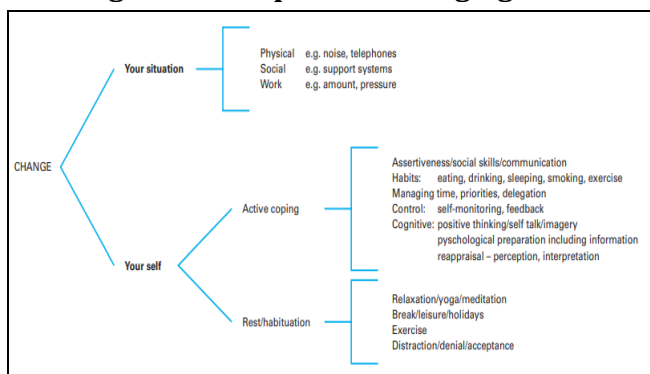 Physical e.g. noise, telephones
Your situation
Social e.g. support systems
Work e.g. amount, pressure
CHANGE
Assertiveness/social skills/communication
Habits: eating, drinking, sleeping, smoking, exercise
Managing time, priorities, delegation
Active coping
Control: self-monitoring, feedback
Cognitive: positive thinking/self talk/imagery
pyschological preparation including information
reappraisal – perception, interpretation
Your self
Relaxation/yoga/meditation
Break/leisure/holidays
Rest/habituation
Exercise
Distraction/denial/acceptance